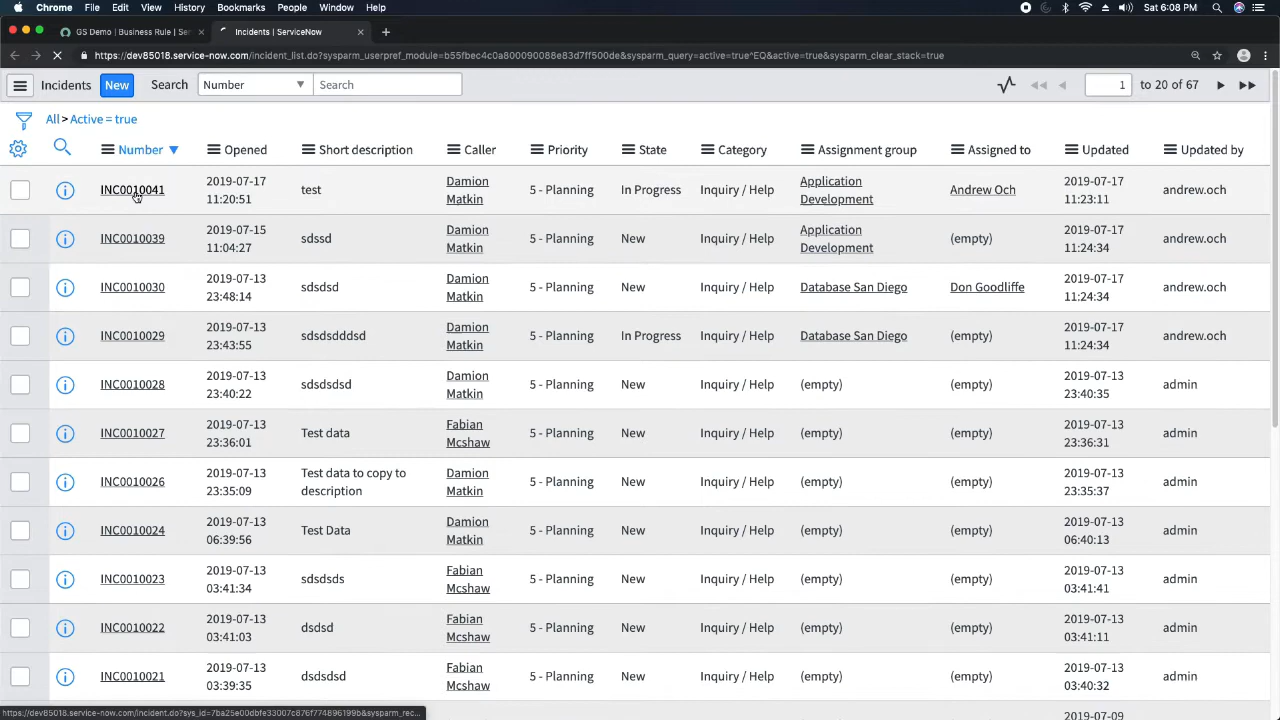 Chrome File Edit View History Bookmarks People Window Help Sat 6:08 PM
GS Demo | Business Rule | Ser Incidents | ServiceNow
https://dev85018.service-now.com/incident_list.do?sysparm_userpref_module=b55fbec4c0a800090088e83d7ff500de&sysparm_query=active=true^EQ&active=true&sysparm_clear_stack=true
Incidents New Search Number Search 1 to 20 of 67
All > Active = true
Number Opened Short description Caller Priority State Category Assignment group Assigned to Updated Updated by
INC0010041 2019-07-17 11:20:51 test Damion Matkin 5 - Planning In Progress Inquiry / Help Application Development Andrew Och 2019-07-17 11:23:11 andrew.och
INC0010039 2019-07-15 11:04:27 sdssd Damion Matkin 5 - Planning New Inquiry / Help Application Development (empty) 2019-07-17 11:24:34 andrew.och
INC0010030 2019-07-13 23:48:14 sdsdsd Damion Matkin 5 - Planning New Inquiry / Help Database San Diego Don Goodliffe 2019-07-17 11:24:34 andrew.och
INC0010029 2019-07-13 23:43:55 sdsdsdddsd Damion Matkin 5 - Planning In Progress Inquiry / Help Database San Diego (empty) 2019-07-17 11:24:34 andrew.och
INC0010028 2019-07-13 23:40:22 sdsdsdsd Damion Matkin 5 - Planning New Inquiry / Help (empty) (empty) 2019-07-13 23:40:35 admin
INC0010027 2019-07-13 23:36:01 Test data Fabian Mcshaw 5 - Planning New Inquiry / Help (empty) (empty) 2019-07-13 23:36:31 admin
INC0010026 2019-07-13 23:35:09 Test data to copy to description Damion Matkin 5 - Planning New Inquiry / Help (empty) (empty) 2019-07-13 23:35:37 admin
INC0010024 2019-07-13 06:39:56 Test Data Damion Matkin 5 - Planning New Inquiry / Help (empty) (empty) 2019-07-13 06:40:13 admin
INC0010023 2019-07-13 03:41:34 sdsdsds Fabian Mcshaw 5 - Planning New Inquiry / Help (empty) (empty) 2019-07-13 03:41:41 admin
INC0010022 2019-07-13 03:41:03 dsdsd Fabian Mcshaw 5 - Planning New Inquiry / Help (empty) (empty) 2019-07-13 03:41:11 admin
INC0010021 2019-07-13 03:39:35 dsdsdsd Fabian Mcshaw 5 - Planning New Inquiry / Help (empty) (empty) 2019-07-13 03:40:32 admin
2019-07-09
https://dev85018.service-now.com/incident.do?sys_id=7ba25e00dbfe33007c876f774896199b&sysparm_rec...